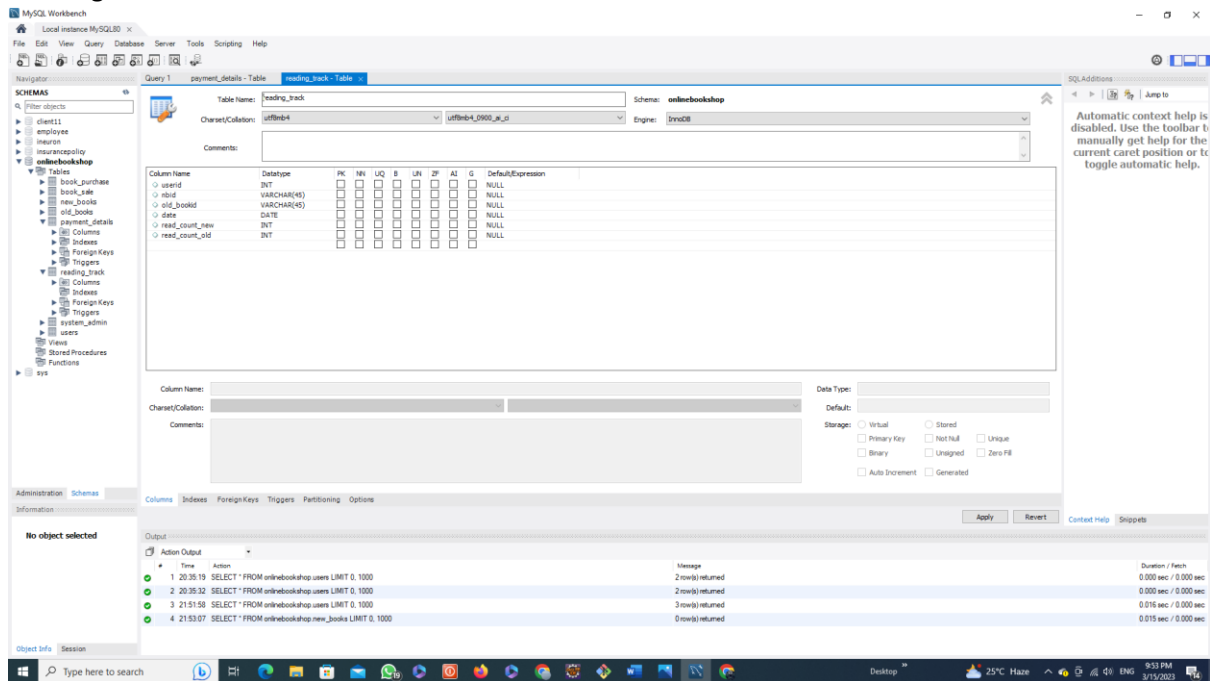 MySQL Workbench
Local instance MySQL80 ×
File Edit View Query Database Server Tools Scripting Help
Navigator
SCHEMAS
Filter objects
client11
employee
ineuron
insurancepolicy
onlinebookshop
Tables
book_purchase
book_sale
new_books
old_books
payment_details
Columns
Indexes
Foreign Keys
Triggers
reading_track
Columns
Indexes
Foreign Keys
Triggers
system_admin
users
Views
Stored Procedures
Functions
sys
Administration Schemas
Information
No object selected
Object Info Session
Query 1 payment_details - Table reading_track - Table ×
Table Name: reading_track Schema: onlinebookshop
Charset/Collation: utf8mb4 utf8mb4_0900_ai_ci Engine: InnoDB
Comments:
Column Name Datatype PK NN UQ B UN ZF AI G Default/Expression
userid INT NULL
nbid VARCHAR(45) NULL
old_bookid VARCHAR(45) NULL
date DATE NULL
read_count_new INT NULL
read_count_old INT NULL
Column Name: Data Type:
Charset/Collation: Default:
Comments: Storage: Virtual Stored
Primary Key Not Null Unique
Binary Unsigned Zero Fill
Auto Increment Generated
Columns Indexes Foreign Keys Triggers Partitioning Options
Apply Revert
Output
Action Output
# Time Action Message Duration / Fetch
1 20:35:19 SELECT * FROM onlinebookshop.users LIMIT 0, 1000 2 row(s) returned 0.000 sec / 0.000 sec
2 20:35:32 SELECT * FROM onlinebookshop.users LIMIT 0, 1000 2 row(s) returned 0.000 sec / 0.000 sec
3 21:51:58 SELECT * FROM onlinebookshop.users LIMIT 0, 1000 3 row(s) returned 0.016 sec / 0.000 sec
4 21:53:07 SELECT * FROM onlinebookshop.new_books LIMIT 0, 1000 0 row(s) returned 0.015 sec / 0.000 sec
SQLAdditions
Jump to
Automatic context help is
disabled. Use the toolbar to
manually get help for the
current caret position or to
toggle automatic help.
Context Help Snippets
Type here to search
Desktop
25°C Haze
ENG
9:53 PM
3/15/2023